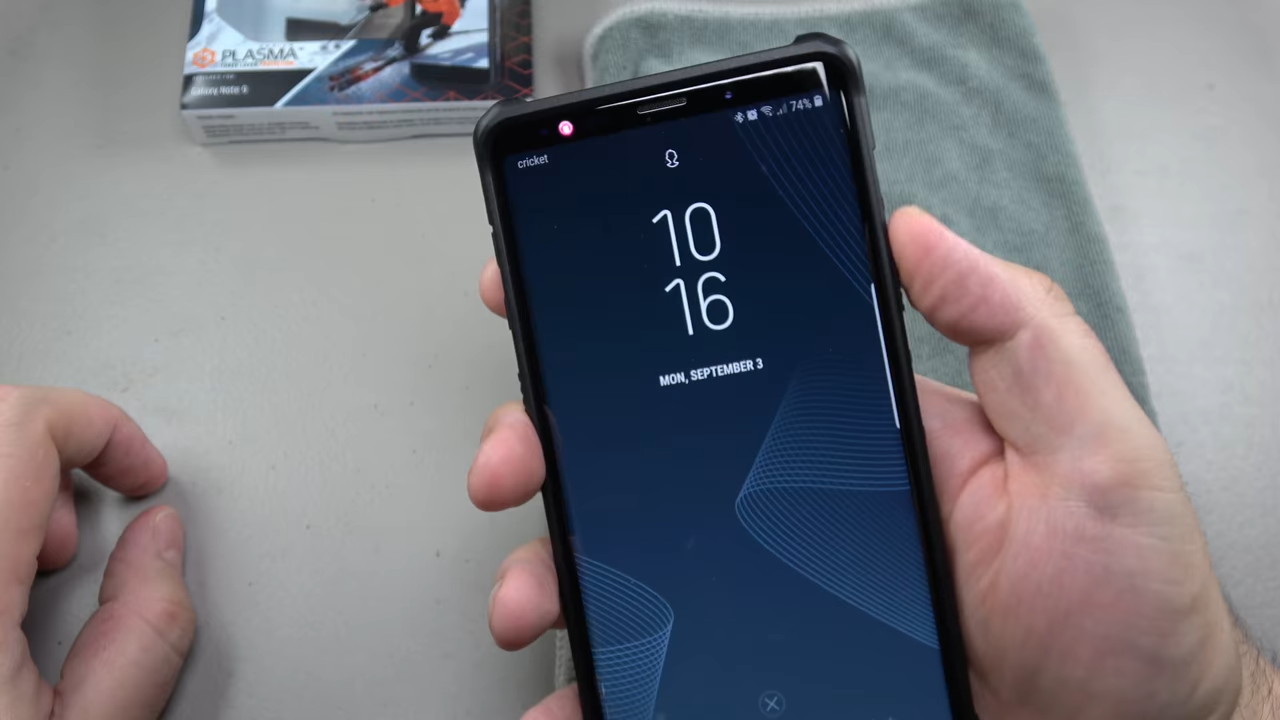 PLASMA
Galaxy Note 9
74%
cricket
10
16
MON, SEPTEMBER 3